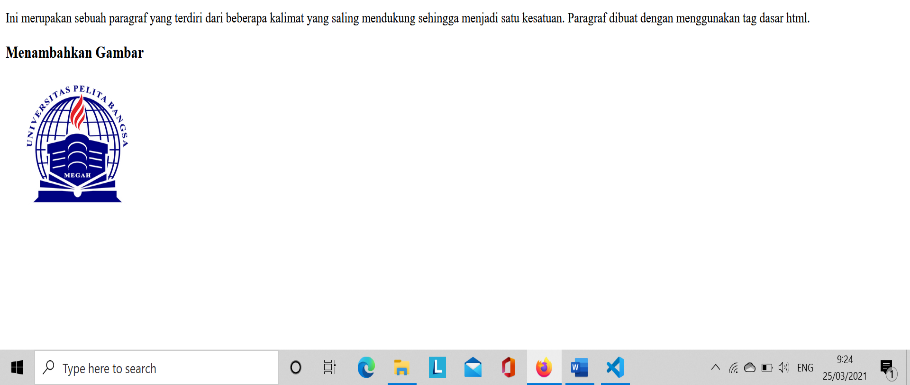 Ini merupakan sebuah paragraf yang terdiri dari beberapa kalimat yang saling mendukung sehingga menjadi satu kesatuan. Paragraf dibuat dengan menggunakan tag dasar html.
Menambahkan Gambar
UNIVERSITAS PELITA BANGSA
MEGAH
Type here to search
L
W
ENG
9:24
25/03/2021
1